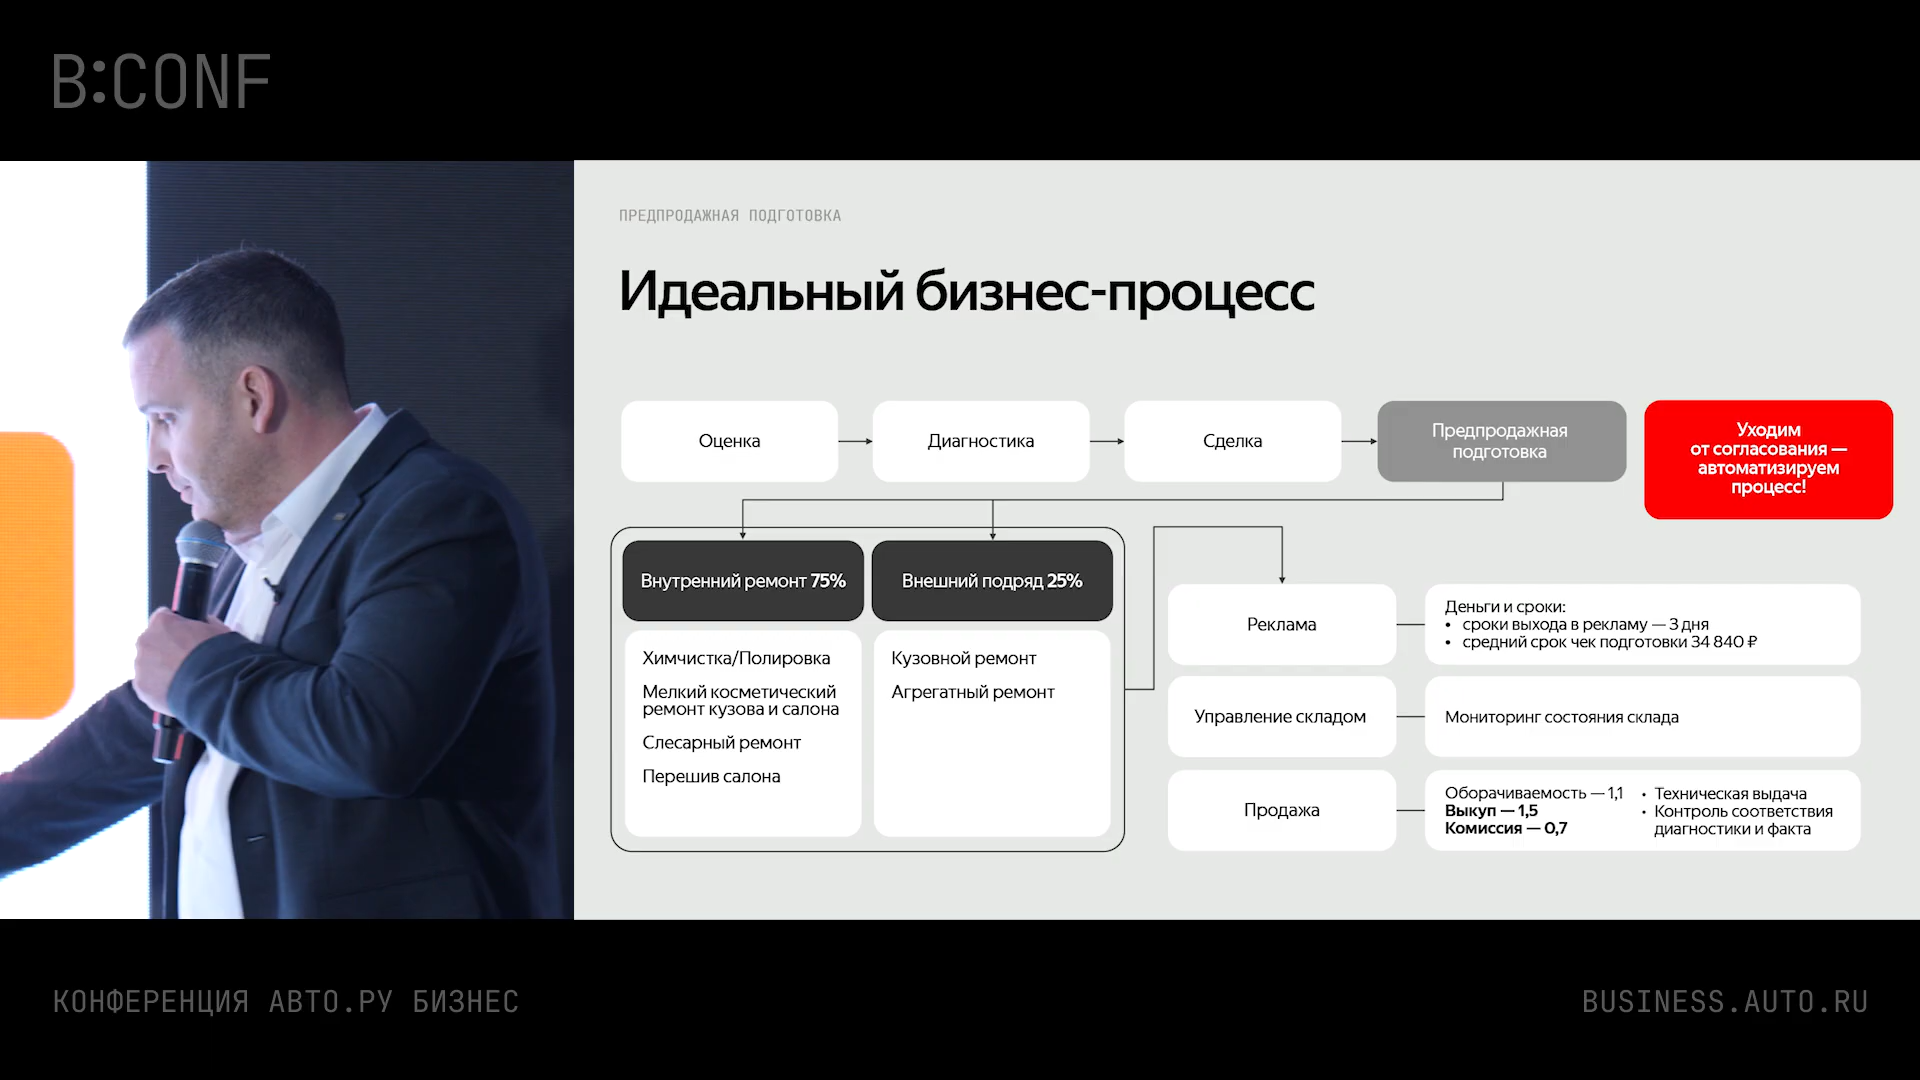 B:CONF
ПРЕДПРОДАЖНАЯ ПОДГОТОВКА
Идеальный бизнес-процесс
Оценка
Диагностика
Сделка
Предпродажная
подготовка
Уходим
от согласования —
автоматизируем
процесс!
Внутренний ремонт 75%
Внешний подряд 25%
Химчистка/Полировка
Мелкий косметический
ремонт кузова и салона
Слесарный ремонт
Перешив салона
Кузовной ремонт
Агрегатный ремонт
Реклама
Деньги и сроки:
• сроки выхода в рекламу — 3 дня
• средний срок чек подготовки 34 840 ₽
Управление складом
Мониторинг состояния склада
Продажа
Оборачиваемость — 1,1
Выкуп — 1,5
Комиссия — 0,7
• Техническая выдача
• Контроль соответствия
диагностики и факта
КОНФЕРЕНЦИЯ АВТО.РУ БИЗНЕС
BUSINESS.AUTO.RU